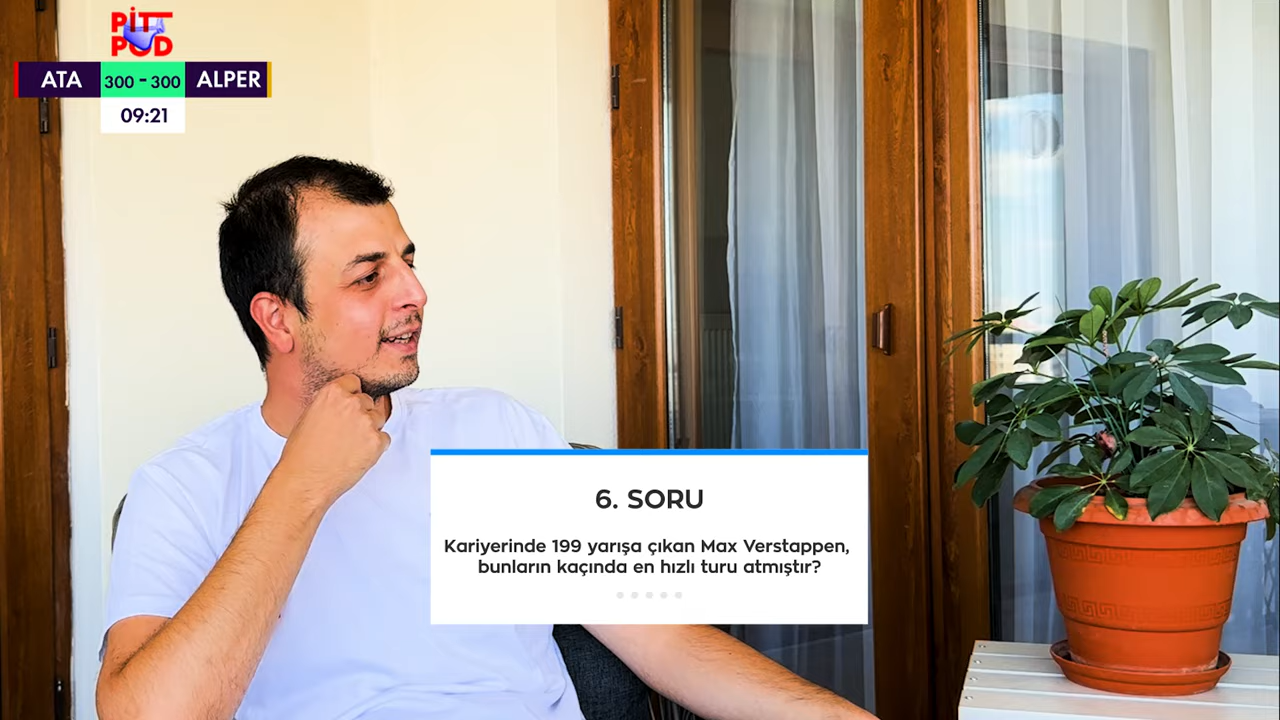 PİT
POD
ATA 300 - 300 ALPER
09:21
6. SORU
Kariyerinde 199 yarışa çıkan Max Verstappen,
bunların kaçında en hızlı turu atmıştır?